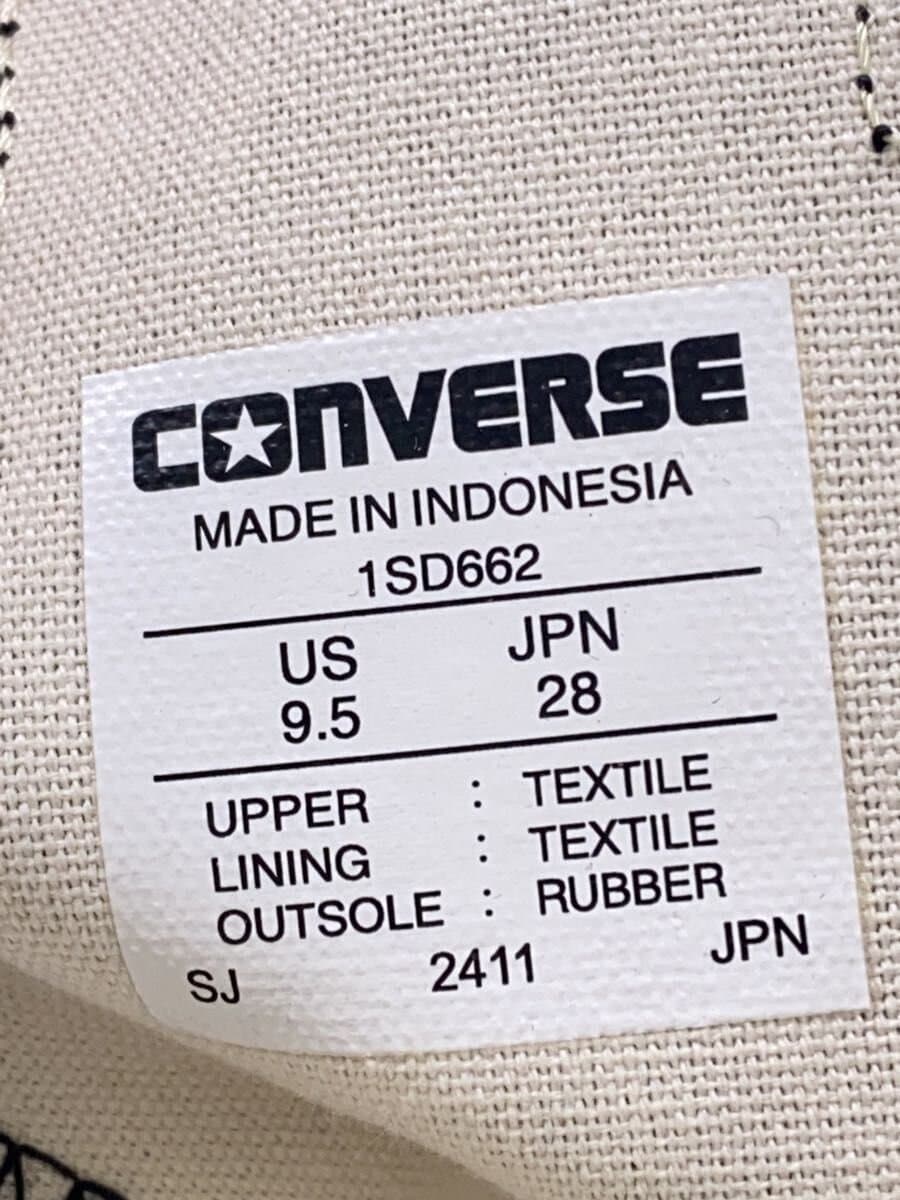 CONVERSE
MADE IN INDONESIA
1SD662
US JPN
9.5 28
UPPER : TEXTILE
LINING : TEXTILE
OUTSOLE : RUBBER
SJ 2411 JPN